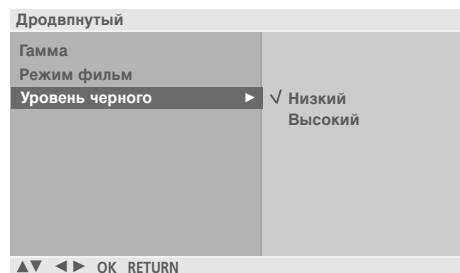 Дродвпнутый
Гамма
Режим фильм
Уровень черного ► √ Низкий
Высокий
▲▼ ◄► OK RETURN